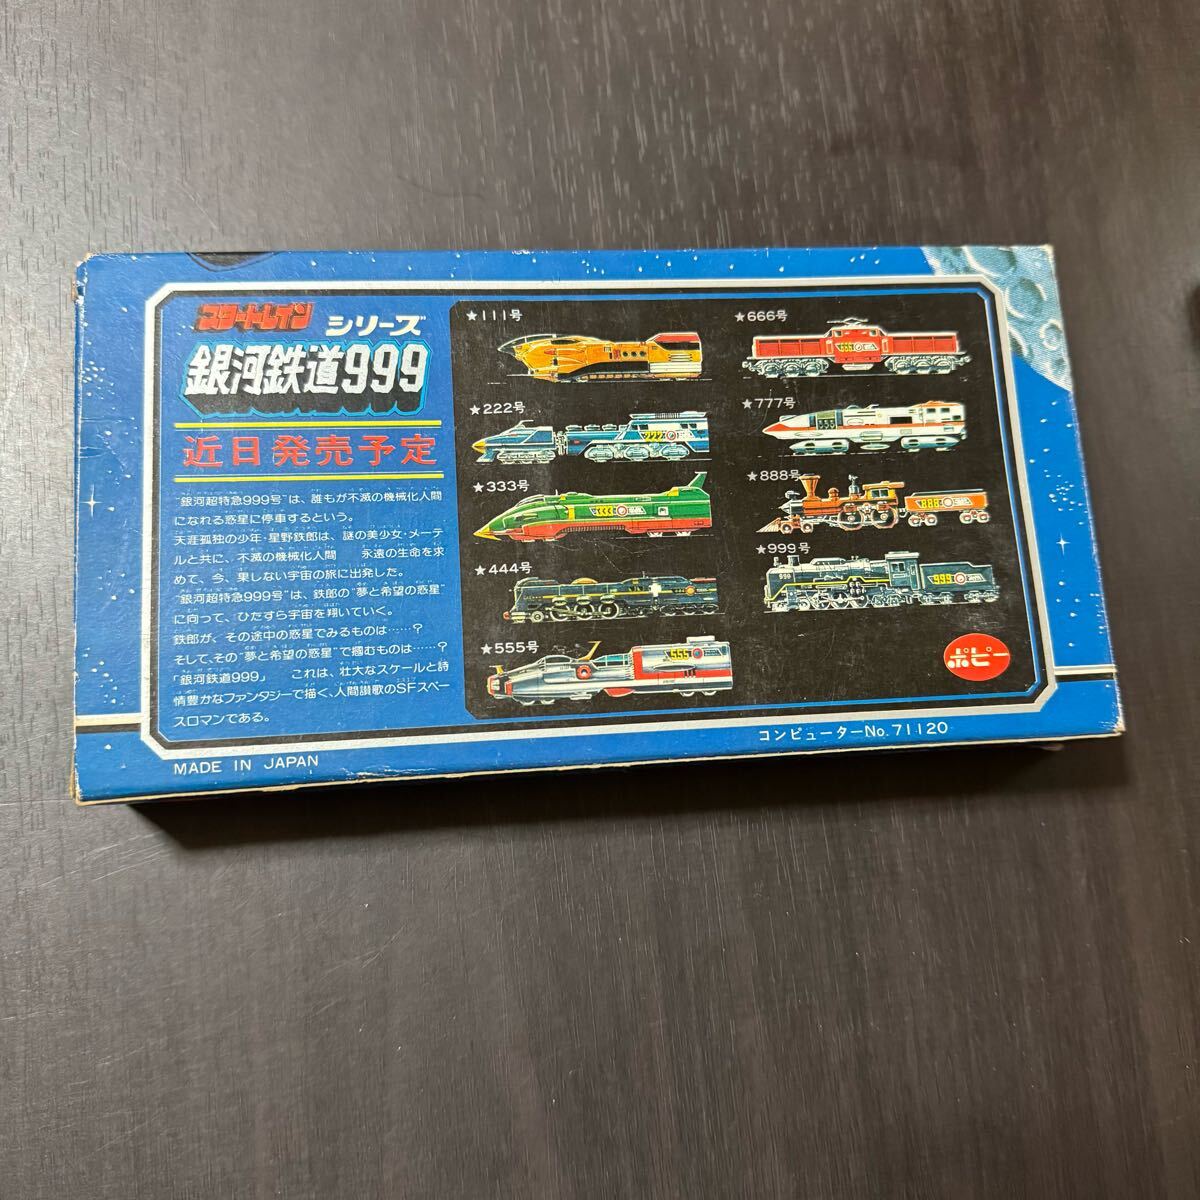 スタートレイン シリーズ
銀河鉄道999
近日発売予定
"銀河超特急999号"は、誰もが不滅の機械化人間
になれる惑星に停車するという。
天涯孤独の少年・星野鉄郎は、謎の美少女・メーテ
ルと共に、不滅の機械化人間 永遠の生命を求
めて、今、果しない宇宙の旅に出発した。
"銀河超特急999号"は、鉄郎の"夢と希望の惑星"
に向って、ひたすら宇宙を翔いていく。
鉄郎が、その途中の惑星でみるものは……?
そして、その"夢と希望の惑星"で摑むものは……?
「銀河鉄道999」 これは、壮大なスケールと詩
情豊かなファンタジーで描く、人間讃歌のSFスペー
スロマンである。
MADE IN JAPAN
★111号
★222号
222
★333号
★444号
★555号
555
★666号
666
★777号
★888号
888
★999号
999
999
ポピー
コンピューターNo.71120